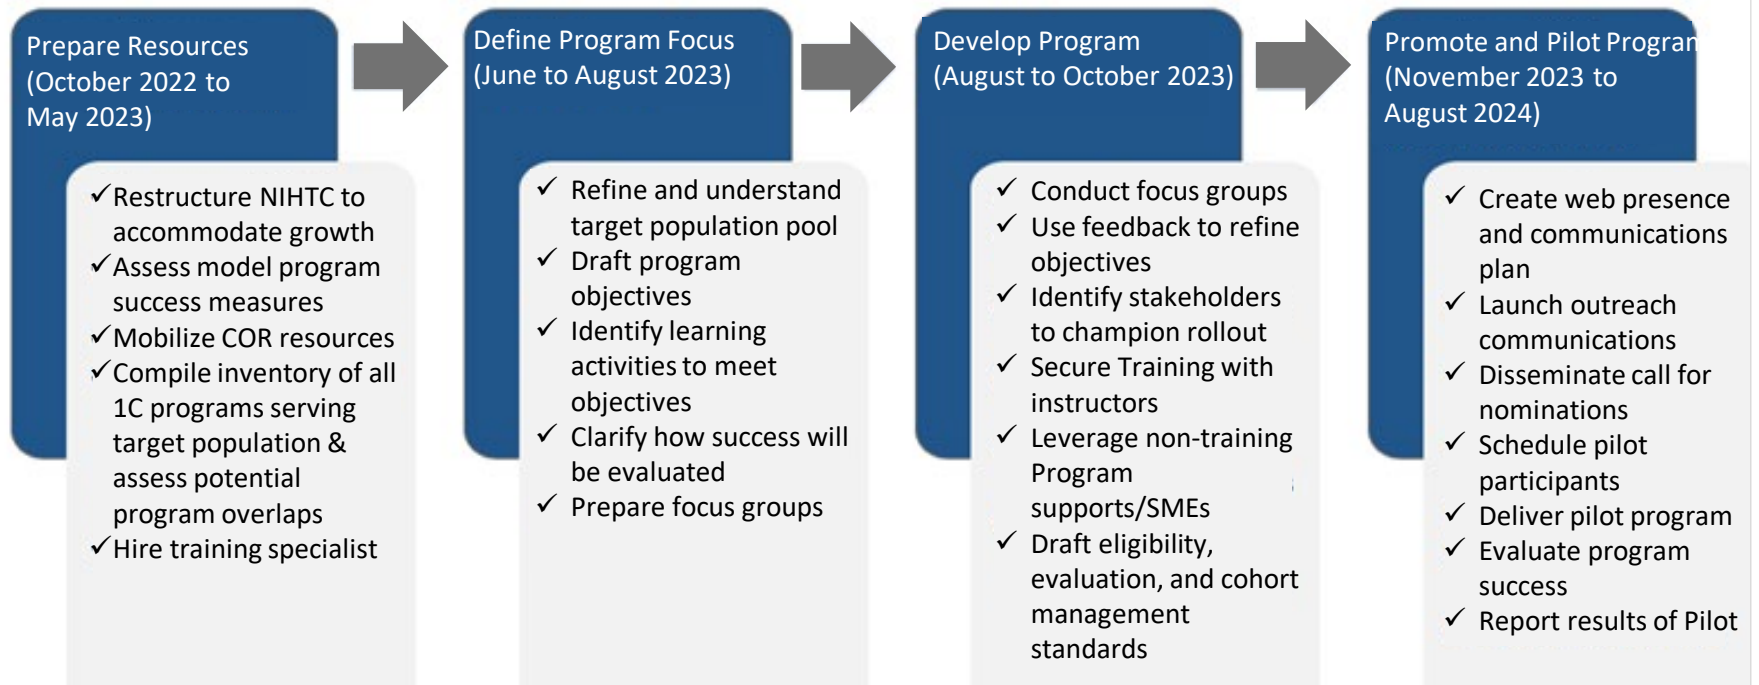 Prepare Resources
(October 2022 to
May 2023)
✓Restructure NIHTC to
accommodate growth
✓Assess model program
success measures
✓Mobilize COR resources
✓Compile inventory of all
1C programs serving
target population &
assess potential
program overlaps
✓Hire training specialist
Define Program Focus
(June to August 2023)
✓ Refine and understand
target population pool
✓ Draft program
objectives
✓ Identify learning
activities to meet
objectives
✓ Clarify how success will
be evaluated
✓ Prepare focus groups
Develop Program
(August to October 2023)
✓ Conduct focus groups
✓ Use feedback to refine
objectives
✓ Identify stakeholders
to champion rollout
✓ Secure Training with
instructors
✓ Leverage non-training
Program
supports/SMEs
✓ Draft eligibility,
evaluation, and cohort
management
standards
Promote and Pilot Program
(November 2023 to
August 2024)
✓ Create web presence
and communications
plan
✓ Launch outreach
communications
✓ Disseminate call for
nominations
✓ Schedule pilot
participants
✓ Deliver pilot program
✓ Evaluate program
success
✓ Report results of Pilot